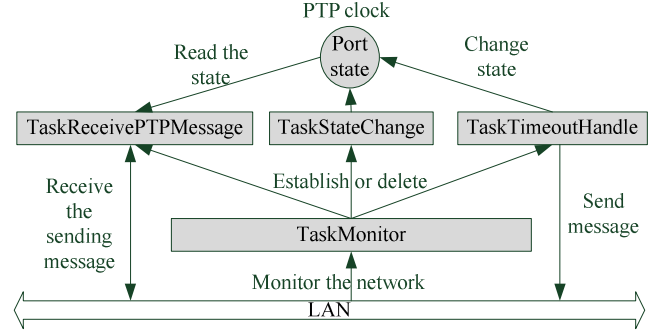 PTP clock
Port
state
Read the
state
Change
state
TaskReceivePTPMessage
TaskStateChange
TaskTimeoutHandle
Receive
the
sending
message
Establish or delete
Send
message
TaskMonitor
Monitor the network
LAN